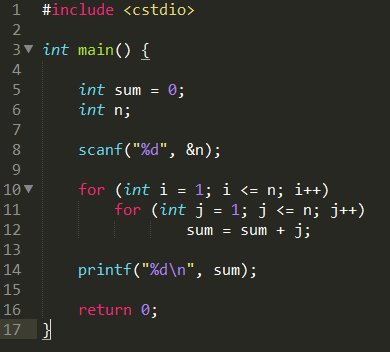 1 #include <cstdio>
2
3 int main() {
4
5 int sum = 0;
6 int n;
7
8 scanf("%d", &n);
9
10 for (int i = 1; i <= n; i++)
11 for (int j = 1; j <= n; j++)
12 sum = sum + j;
13
14 printf("%d\n", sum);
15
16 return 0;
17 }